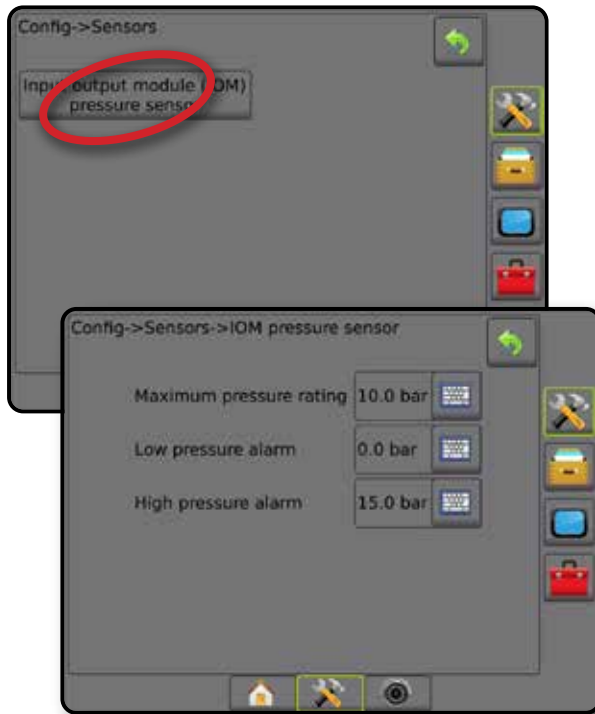 Config->Sensors
Input output module (IOM)
pressure sensor
Config->Sensors->IOM pressure sensor
Maximum pressure rating 10.0 bar
Low pressure alarm 0.0 bar
High pressure alarm 15.0 bar